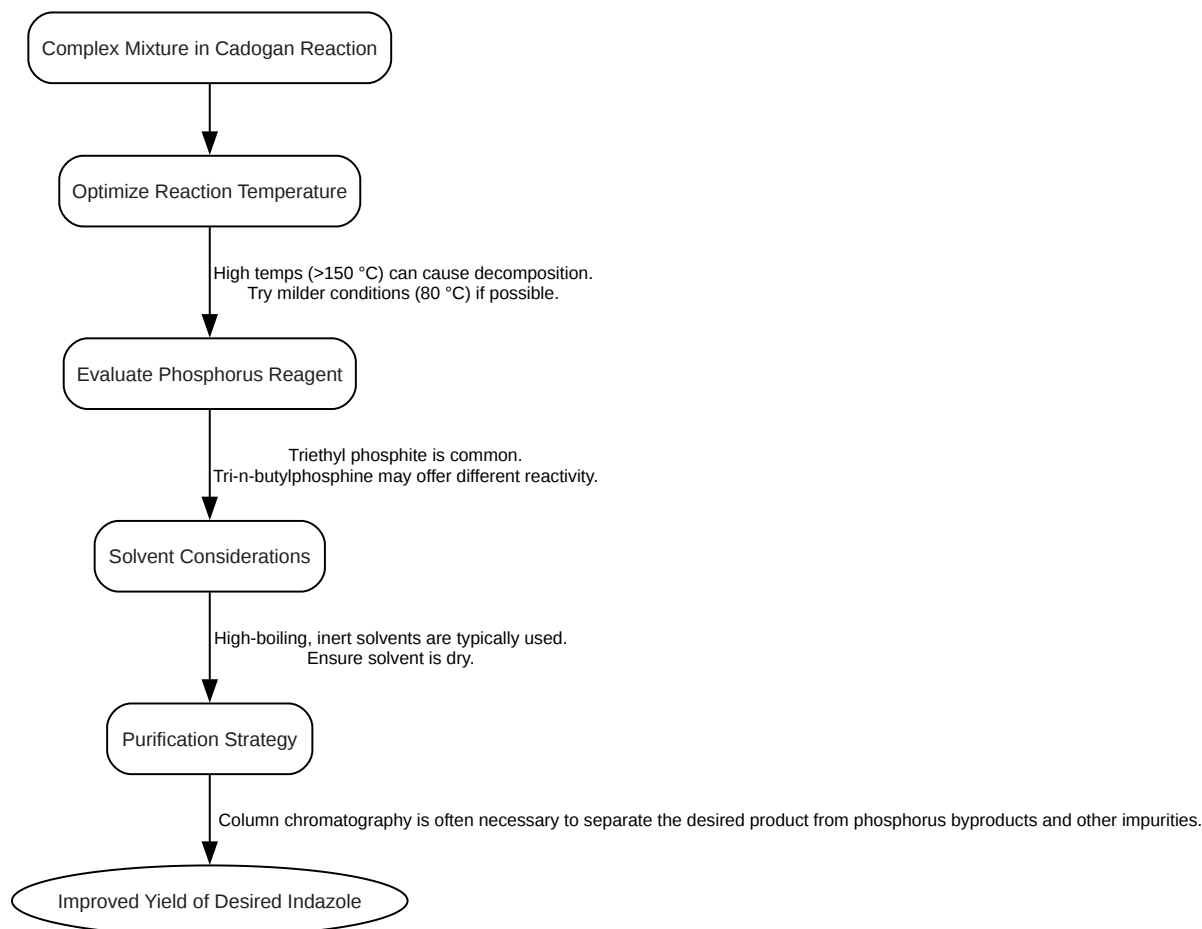 Complex Mixture in Cadogan Reaction
Optimize Reaction Temperature
High temps (>150 °C) can cause decomposition.
Try milder conditions (80 °C) if possible.
Evaluate Phosphorus Reagent
Triethyl phosphite is common.
Tri-n-butylphosphine may offer different reactivity.
Solvent Considerations
High-boiling, inert solvents are typically used.
Ensure solvent is dry.
Purification Strategy
Column chromatography is often necessary to separate the desired product from phosphorus byproducts and other impurities.
Improved Yield of Desired Indazole